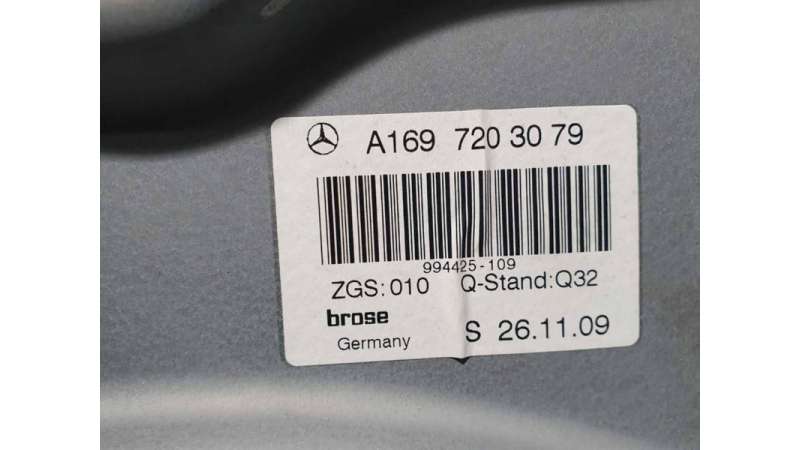 A169 720 30 79
994425-109
ZGS:010 Q-Stand:Q32
brose
Germany S 26.11.09